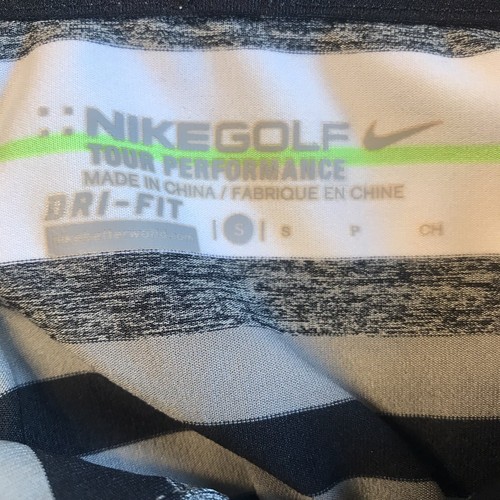 NIKEGOLF
TOUR PERFORMANCE
MADE IN CHINA / FABRIQUE EN CHINE
DRI-FIT
| S | S P CH